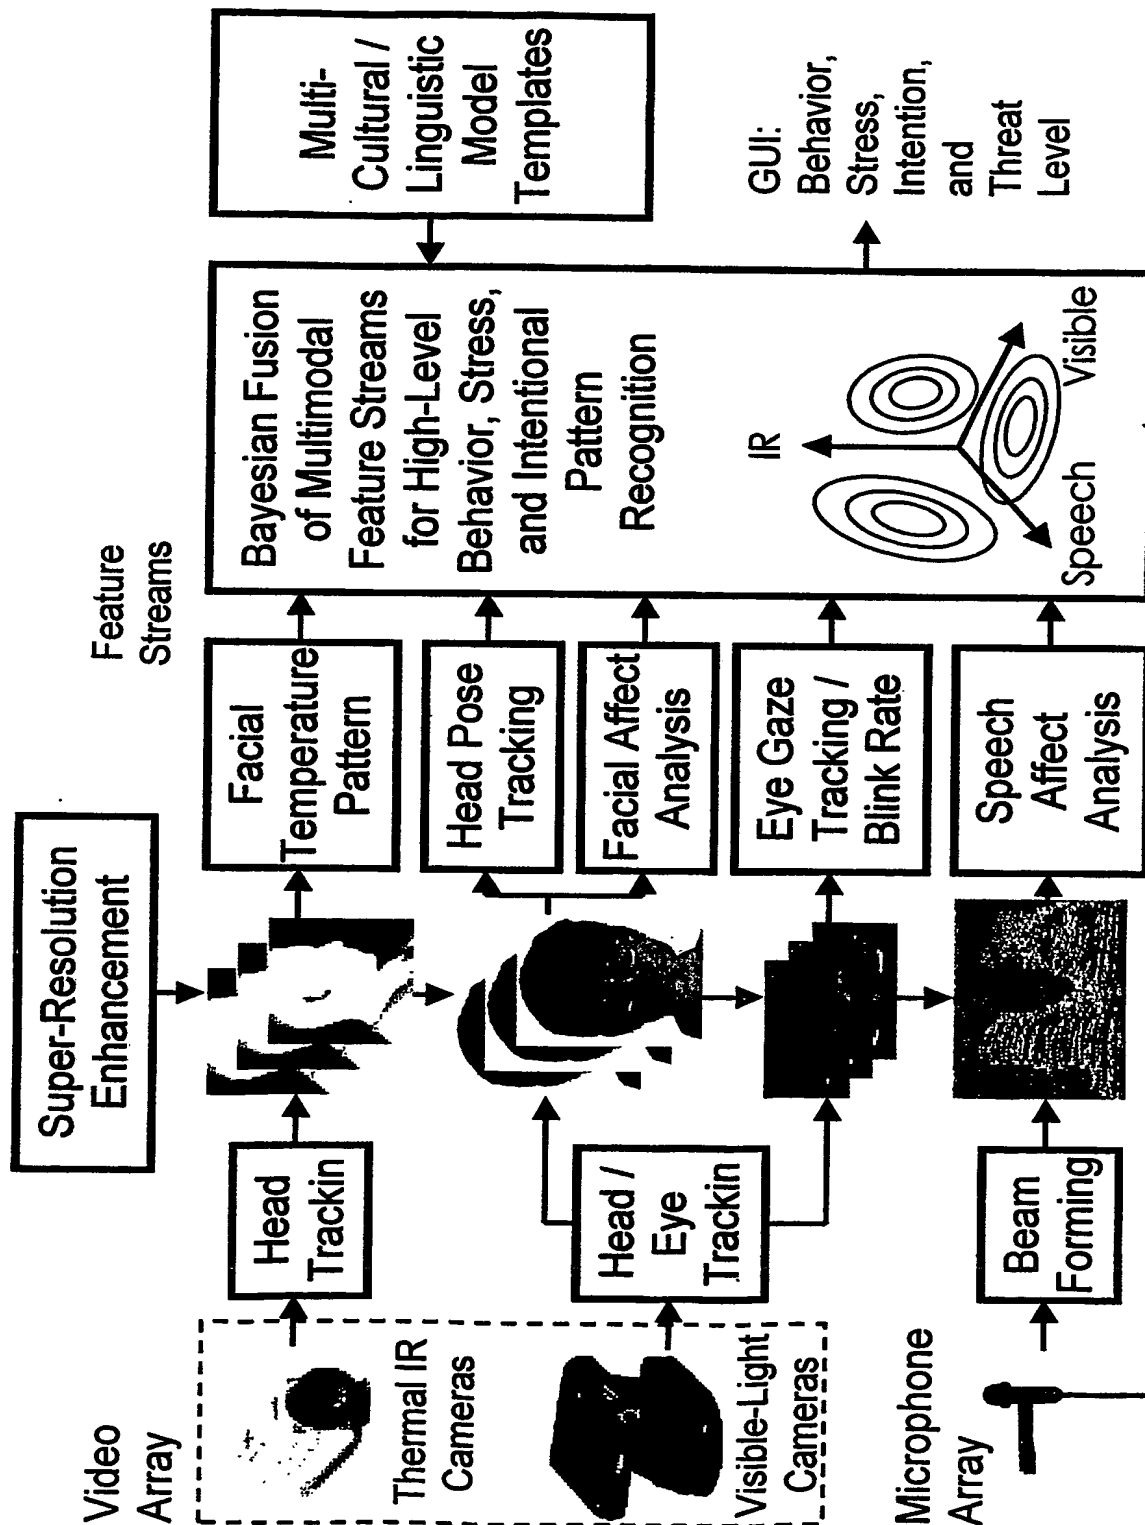 Video
Array
Thermal IR
Cameras
Visible-Light
Cameras
Microphone
Array
Head
Trackin
Head /
Eye
Trackin
Beam
Forming
Super-Resolution
Enhancement
Feature
Streams
Facial
Temperature
Pattern
Head Pose
Tracking
Facial Affect
Analysis
Eye Gaze
Tracking /
Blink Rate
Speech
Affect
Analysis
Bayesian Fusion
of Multimodal
Feature Streams
for High-Level
Behavior, Stress,
and Intentional
Pattern
Recognition
IR
Speech
Visible
Multi-
Cultural /
Linguistic
Model
Templates
GUI:
Behavior,
Stress,
Intention,
and
Threat
Level